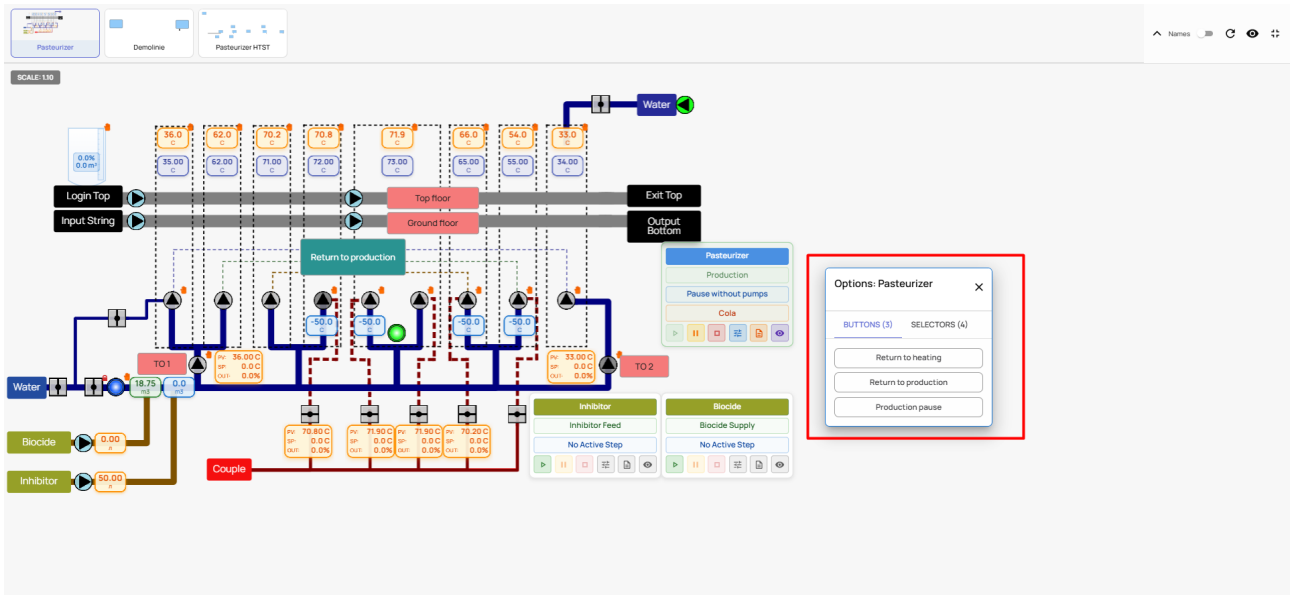 Pasteurizer
Demolinie
Pasteurizer HTST
Names
SCALE: 1.10
Water
36.0
C
62.0
C
70.2
C
70.8
C
71.9
C
66.0
C
54.0
C
33.0
C
0.0%
0.0 m³
35.00
C
62.00
C
71.00
C
72.00
C
73.00
C
65.00
C
55.00
C
34.00
C
Login Top
Top floor
Exit Top
Input String
Ground floor
Output
Bottom
Return to production
Pasteurizer
Production
Pause without pumps
Cola
Options: Pasteurizer
BUTTONS (3)
SELECTORS (4)
Return to heating
Return to production
Production pause
-50.0
C
-50.0
C
-50.0
C
-50.0
C
TO 1
PV: 36.00 C
SP: 0.0 C
OUT: 0.0%
PV: 33.00 C
SP: 0.0 C
OUT: 0.0%
TO 2
Water
18.75
m3
0.0
m3
Inhibitor
Inhibitor Feed
No Active Step
Biocide
Biocide Supply
No Active Step
Biocide
0.00
л
PV: 70.80 C
SP: 0.0 C
OUT: 0.0%
PV: 71.90 C
SP: 0.0 C
OUT: 0.0%
PV: 71.90 C
SP: 0.0 C
OUT: 0.0%
PV: 70.20 C
SP: 0.0 C
OUT: 0.0%
Couple
Inhibitor
50.00
л